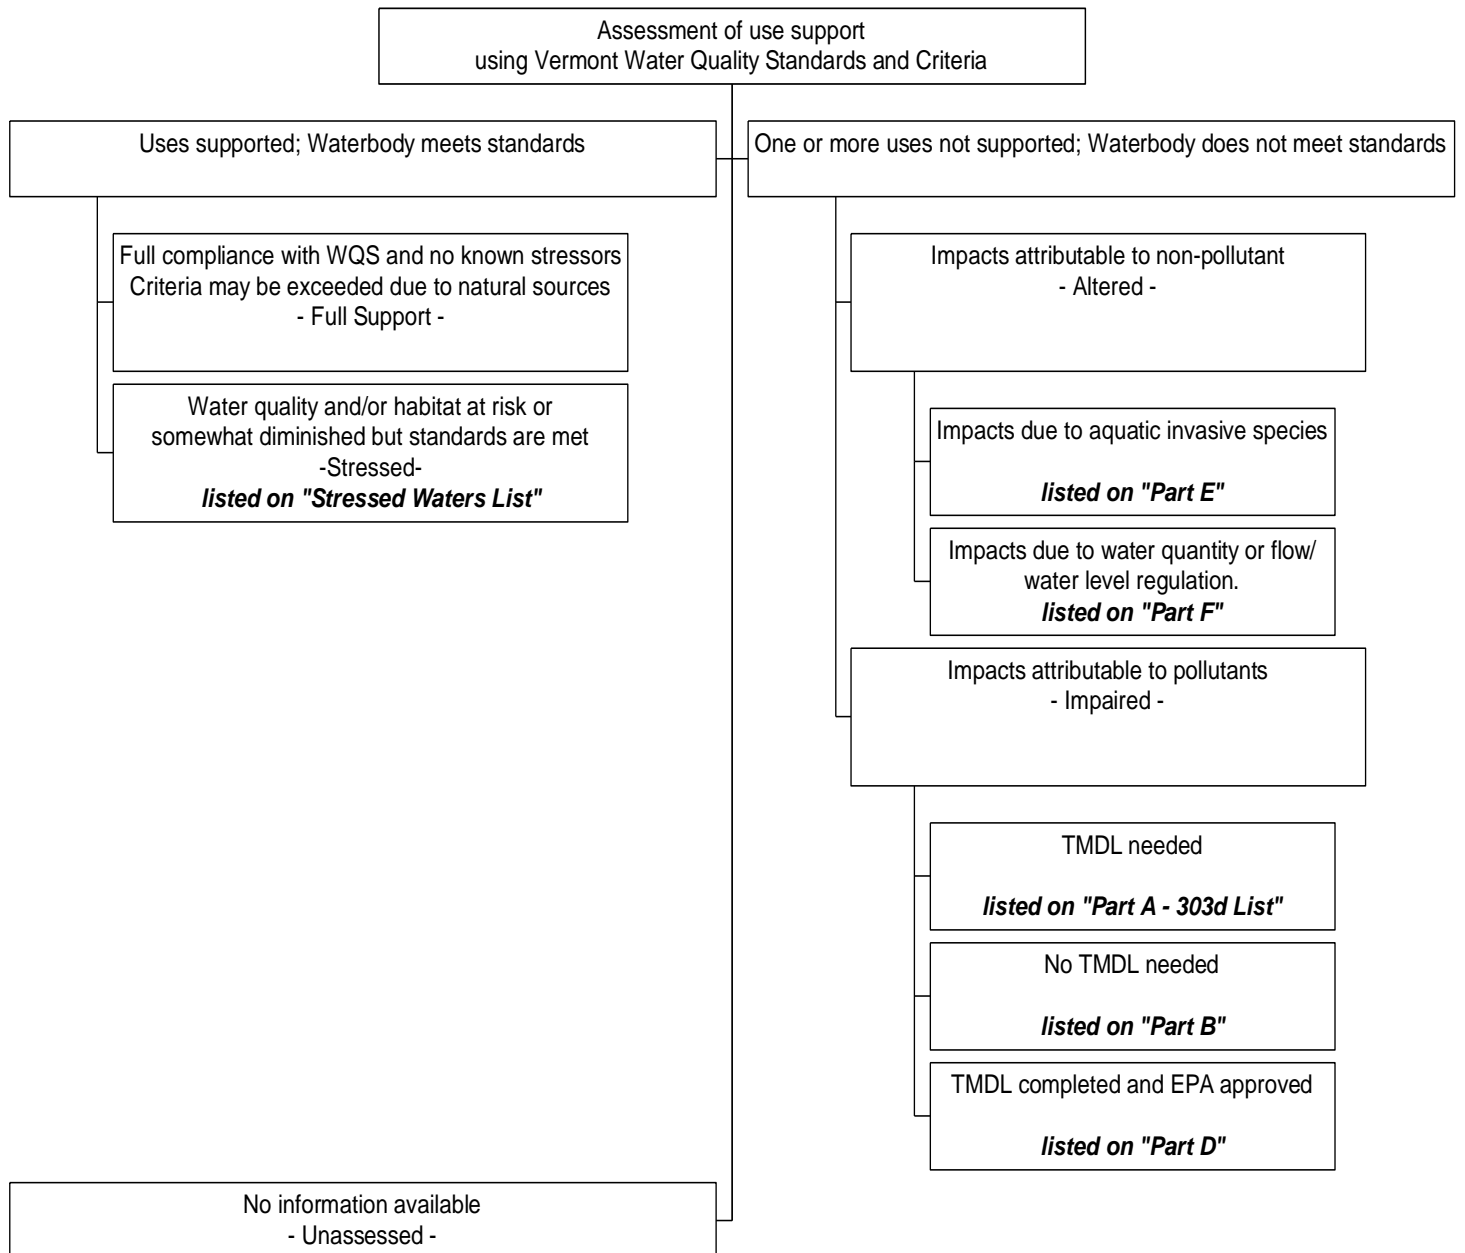 Assessment of use support
using Vermont Water Quality Standards and Criteria
Uses supported; Waterbody meets standards
Full compliance with WQS and no known stressors
Criteria may be exceeded due to natural sources
- Full Support -
Water quality and/or habitat at risk or
somewhat diminished but standards are met
-Stressed-
listed on "Stressed Waters List"
One or more uses not supported; Waterbody does not meet standards
Impacts attributable to non-pollutant
- Altered -
Impacts due to aquatic invasive species
listed on "Part E"
Impacts due to water quantity or flow/
water level regulation.
listed on "Part F"
Impacts attributable to pollutants
- Impaired -
TMDL needed
listed on "Part A - 303d List"
No TMDL needed
listed on "Part B"
TMDL completed and EPA approved
listed on "Part D"
No information available
- Unassessed -